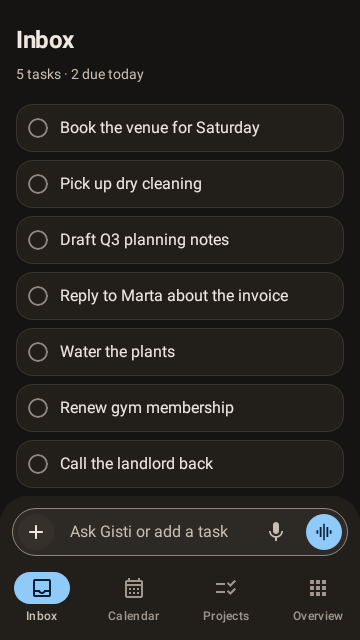 Inbox
5 tasks · 2 due today
Book the venue for Saturday
Pick up dry cleaning
Draft Q3 planning notes
Reply to Marta about the invoice
Water the plants
Renew gym membership
Call the landlord back
Ask Gisti or add a task
Inbox Calendar Projects Overview